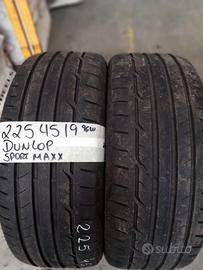 225 45 19 96W
DUNLOP
SPORT MAXX
225
subito